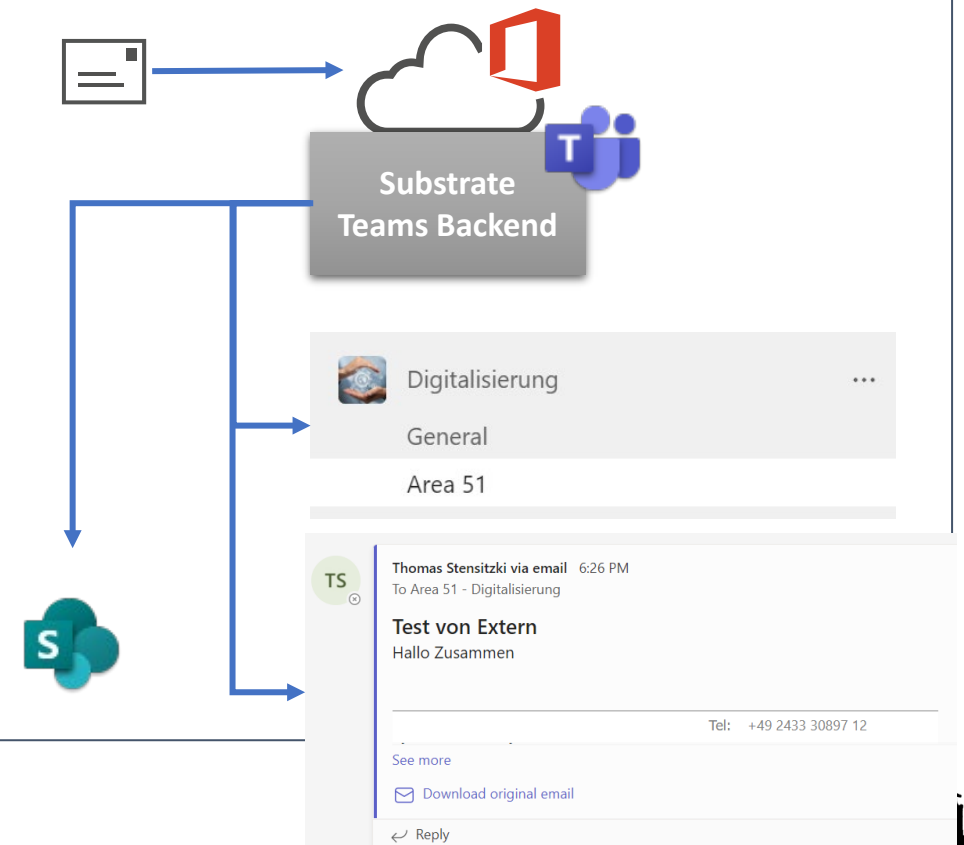 T
Substrate
Teams Backend
Digitalisierung
...
General
Area 51
S
TS
Thomas Stensitzki via email 6:26 PM
To Area 51 - Digitalisierung
Test von Extern
Hallo Zusammen
Tel: +49 2433 30897 12
See more
Download original email
Reply